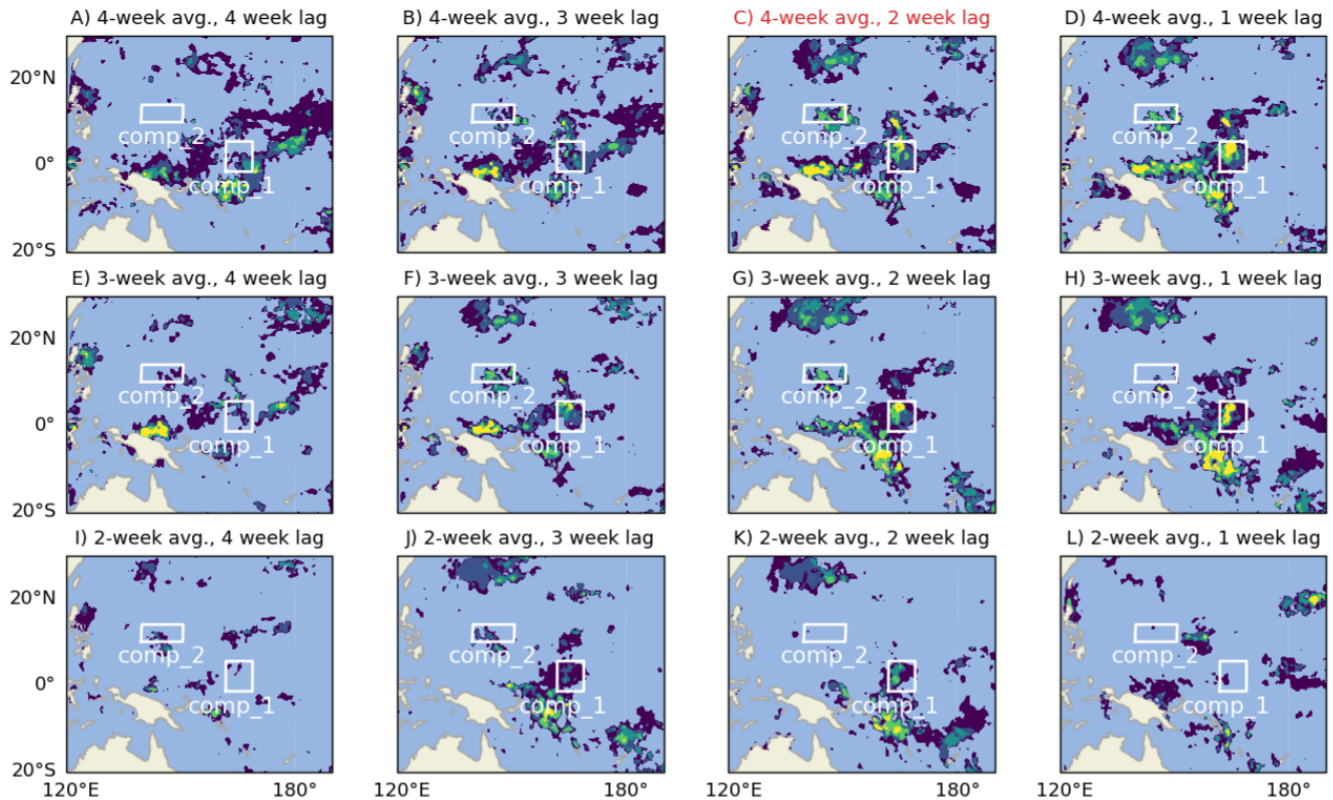 A) 4-week avg., 4 week lag
B) 4-week avg., 3 week lag
C) 4-week avg., 2 week lag
D) 4-week avg., 1 week lag
20°N
0°
20°S
comp_2
comp_1
comp_2
comp_1
comp_2
comp_1
comp_2
comp_1
E) 3-week avg., 4 week lag
F) 3-week avg., 3 week lag
G) 3-week avg., 2 week lag
H) 3-week avg., 1 week lag
20°N
0°
20°S
comp_2
comp_1
comp_2
comp_1
comp_2
comp_1
comp_2
comp_1
I) 2-week avg., 4 week lag
J) 2-week avg., 3 week lag
K) 2-week avg., 2 week lag
L) 2-week avg., 1 week lag
20°N
0°
20°S
comp_2
comp_1
comp_2
comp_1
comp_2
comp_1
comp_2
comp_1
120°E
180°
120°E
180°
120°E
180°
120°E
180°